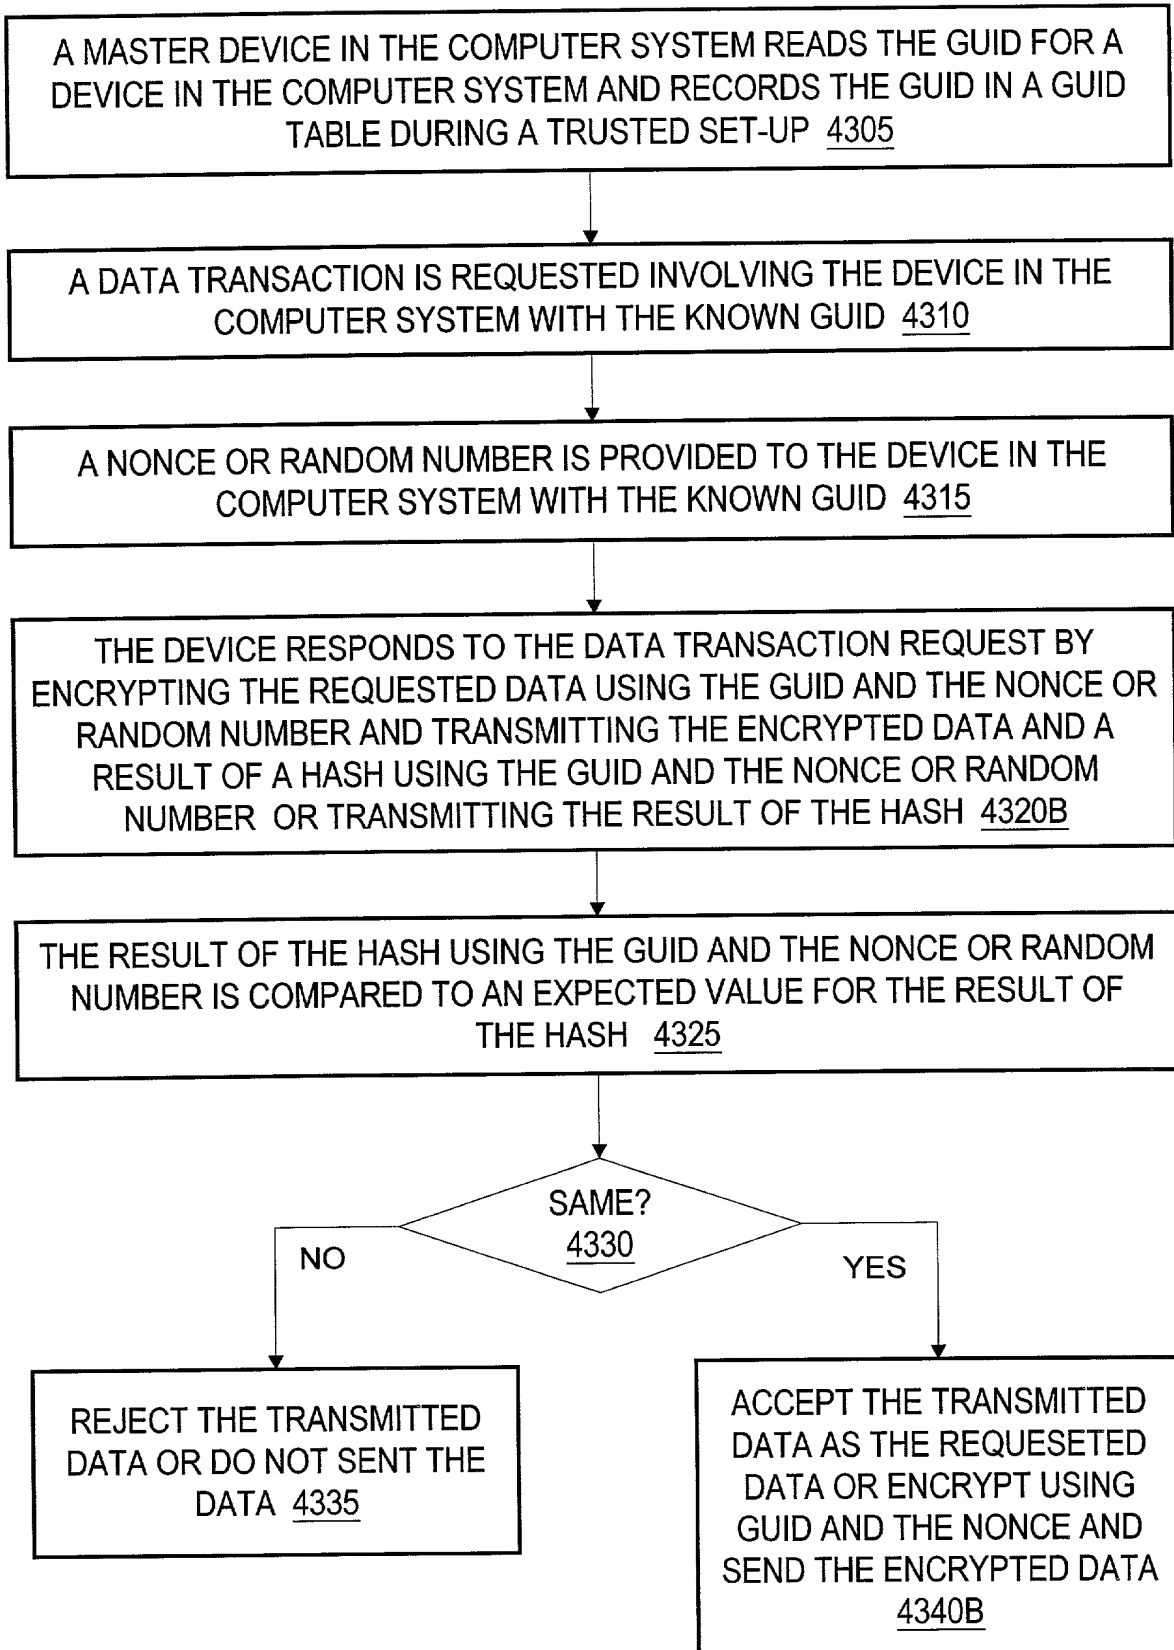 A MASTER DEVICE IN THE COMPUTER SYSTEM READS THE GUID FOR A
DEVICE IN THE COMPUTER SYSTEM AND RECORDS THE GUID IN A GUID
TABLE DURING A TRUSTED SET-UP 4305
A DATA TRANSACTION IS REQUESTED INVOLVING THE DEVICE IN THE
COMPUTER SYSTEM WITH THE KNOWN GUID 4310
A NONCE OR RANDOM NUMBER IS PROVIDED TO THE DEVICE IN THE
COMPUTER SYSTEM WITH THE KNOWN GUID 4315
THE DEVICE RESPONDS TO THE DATA TRANSACTION REQUEST BY
ENCRYPTING THE REQUESTED DATA USING THE GUID AND THE NONCE OR
RANDOM NUMBER AND TRANSMITTING THE ENCRYPTED DATA AND A
RESULT OF A HASH USING THE GUID AND THE NONCE OR RANDOM
NUMBER OR TRANSMITTING THE RESULT OF THE HASH 4320B
THE RESULT OF THE HASH USING THE GUID AND THE NONCE OR RANDOM
NUMBER IS COMPARED TO AN EXPECTED VALUE FOR THE RESULT OF
THE HASH 4325
SAME?
4330
NO
YES
REJECT THE TRANSMITTED
DATA OR DO NOT SENT THE
DATA 4335
ACCEPT THE TRANSMITTED
DATA AS THE REQUESETED
DATA OR ENCRYPT USING
GUID AND THE NONCE AND
SEND THE ENCRYPTED DATA
4340B